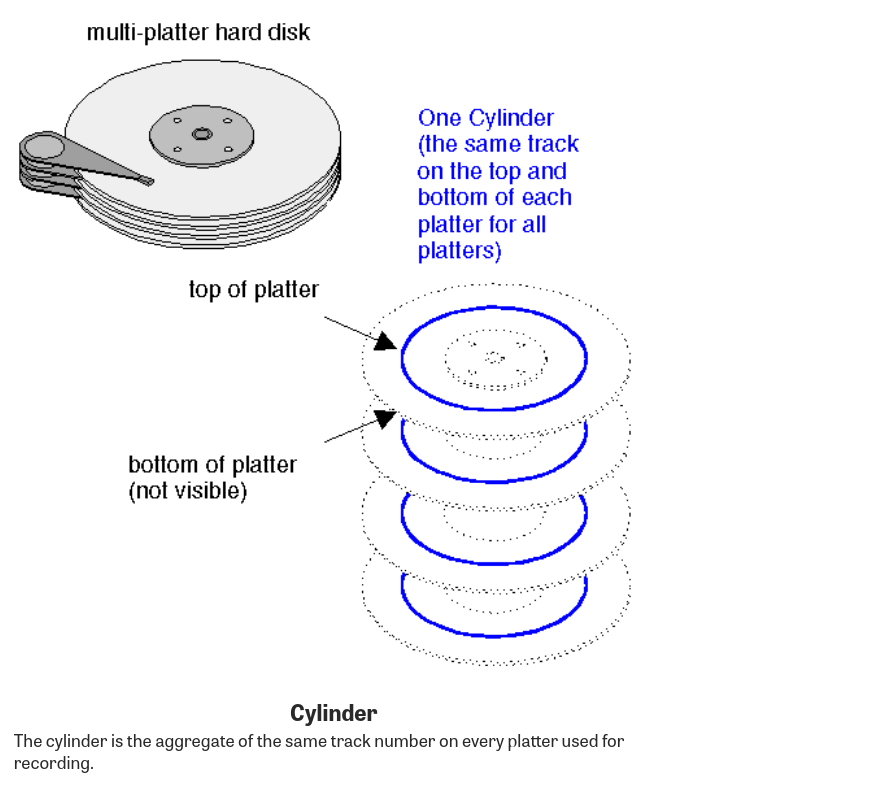 multi-platter hard disk
One Cylinder
(the same track
on the top and
bottom of each
platter for all
platters)
top of platter
bottom of platter
(not visible)
Cylinder
The cylinder is the aggregate of the same track number on every platter used for
recording.